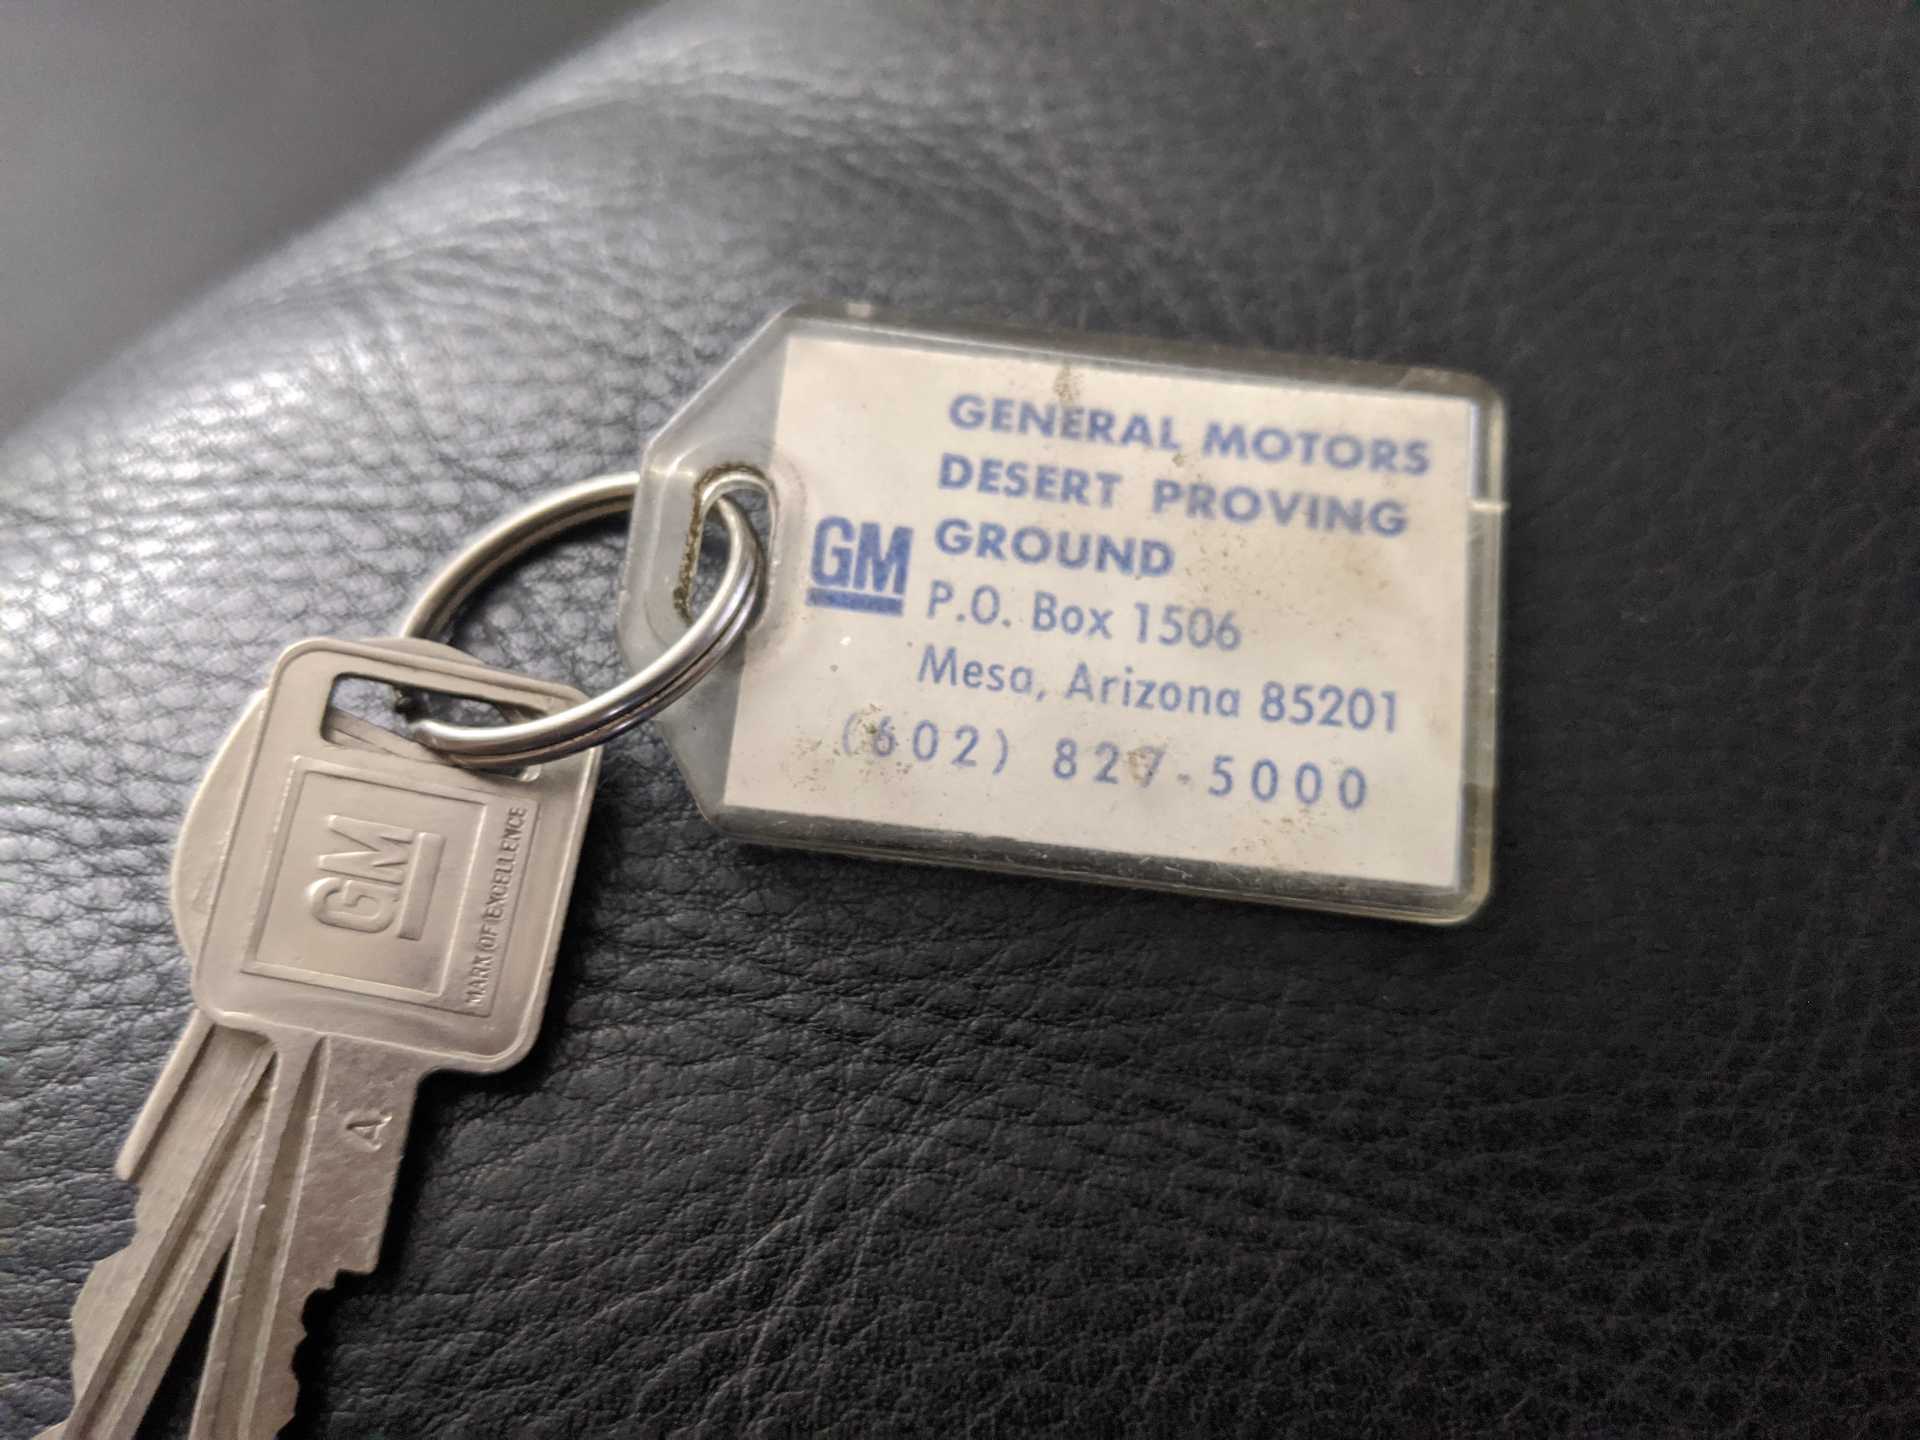 GENERAL MOTORS
DESERT PROVING
GROUND
GM
P.O. Box 1506
Mesa, Arizona 85201
(602) 827-5000
GM
MARK OF EXCELLENCE
A